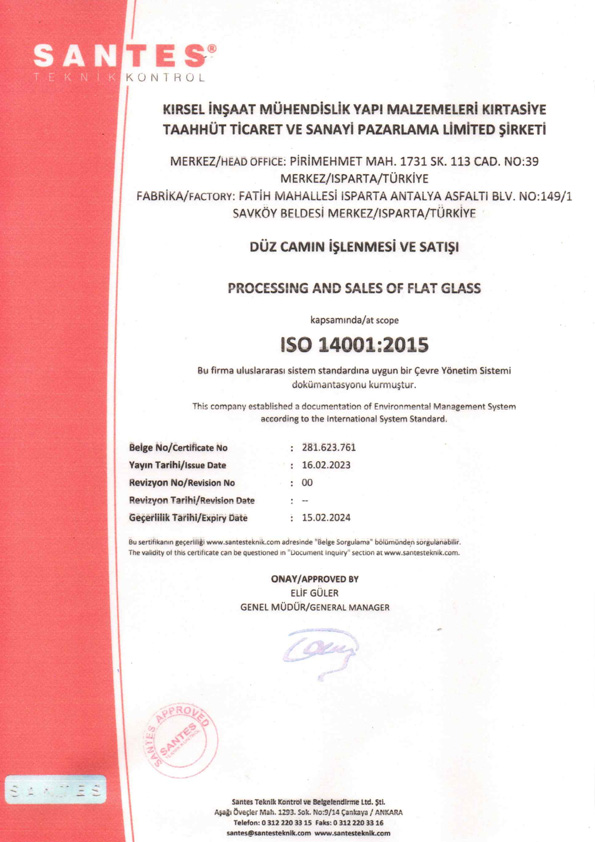 SANTES®
TEKNİK KONTROL
KIRSEL İNŞAAT MÜHENDİSLİK YAPI MALZEMELERİ KIRTASİYE
TAAHHÜT TİCARET VE SANAYİ PAZARLAMA LİMİTED ŞİRKETİ
MERKEZ/HEAD OFFICE: PİRİMEHMET MAH. 1731 SK. 113 CAD. NO:39
MERKEZ/ISPARTA/TÜRKİYE
FABRİKA/FACTORY: FATİH MAHALLESİ ISPARTA ANTALYA ASFALTI BLV. NO:149/1
SAVKÖY BELDESİ MERKEZ/ISPARTA/TÜRKİYE
DÜZ CAMIN İŞLENMESİ VE SATIŞI
PROCESSING AND SALES OF FLAT GLASS
kapsamında/at scope
ISO 14001:2015
Bu firma uluslararası sistem standardına uygun bir Çevre Yönetim Sistemi
dokümantasyonu kurmuştur.
This company established a documentation of Environmental Management System
according to the International System Standard.
Belge No/Certificate No : 281.623.761
Yayın Tarihi/Issue Date : 16.02.2023
Revizyon No/Revision No : 00
Revizyon Tarihi/Revision Date : --
Geçerlilik Tarihi/Expiry Date : 15.02.2024
Bu sertifikanın geçerliliği www.santesteknik.com adresinde "Belge Sorgulama" bölümünden sorgulanabilir.
The validity of this certificate can be questioned in "Document Inquiry" section at www.santesteknik.com.
ONAY/APPROVED BY
ELİF GÜLER
GENEL MÜDÜR/GENERAL MANAGER
SANTES APPROVED
SANTES
TEKNİK KONTROL
SANTES
Santes Teknik Kontrol ve Belgelendirme Ltd. Şti.
Aşağı Öveçler Mah. 1293. Sok. No:9/14 Çankaya / ANKARA
Telefon: 0 312 220 33 15 Faks: 0 312 220 33 16
santes@santesteknik.com www.santesteknik.com